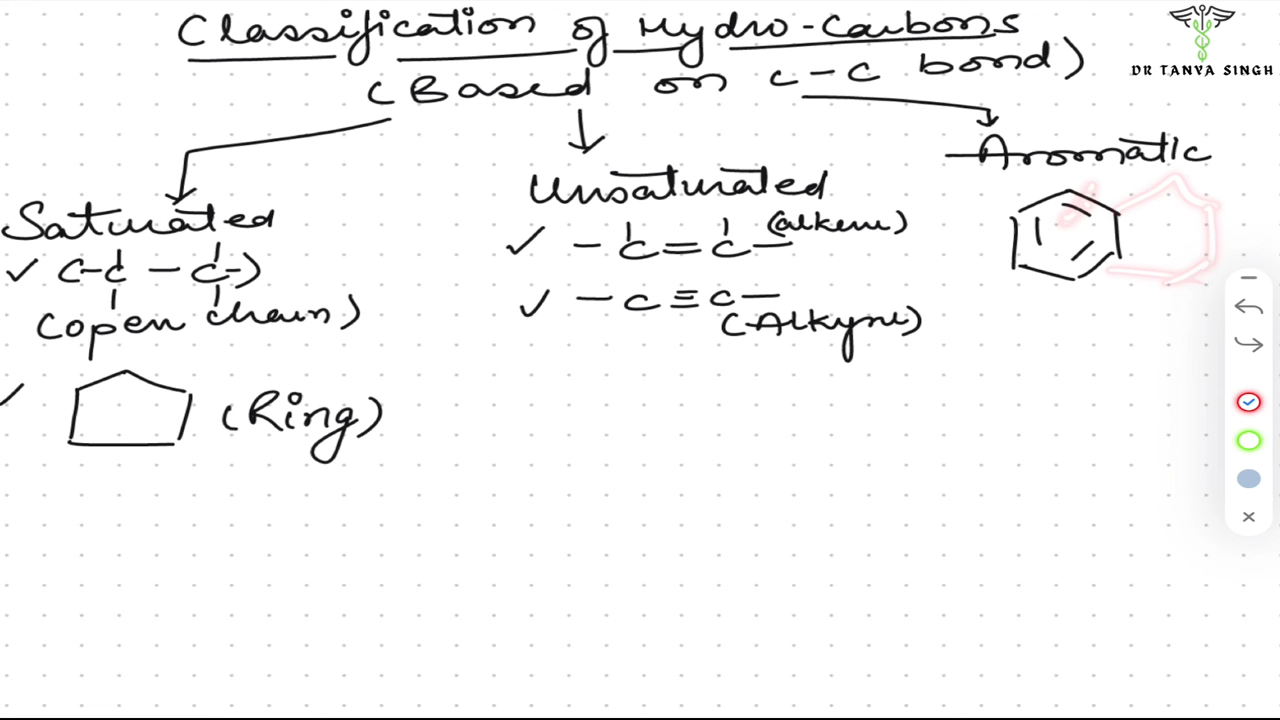 Classification of Hydro-Carbons
(Based on C-C bond)
DR TANYA SINGH
Saturated
Unsaturated
Aromatic
✓ C-C - C-)
(open chain)
✓ (Ring)
✓ - C = C - (alkene)
✓ - C ≡ C -
(Alkyne)